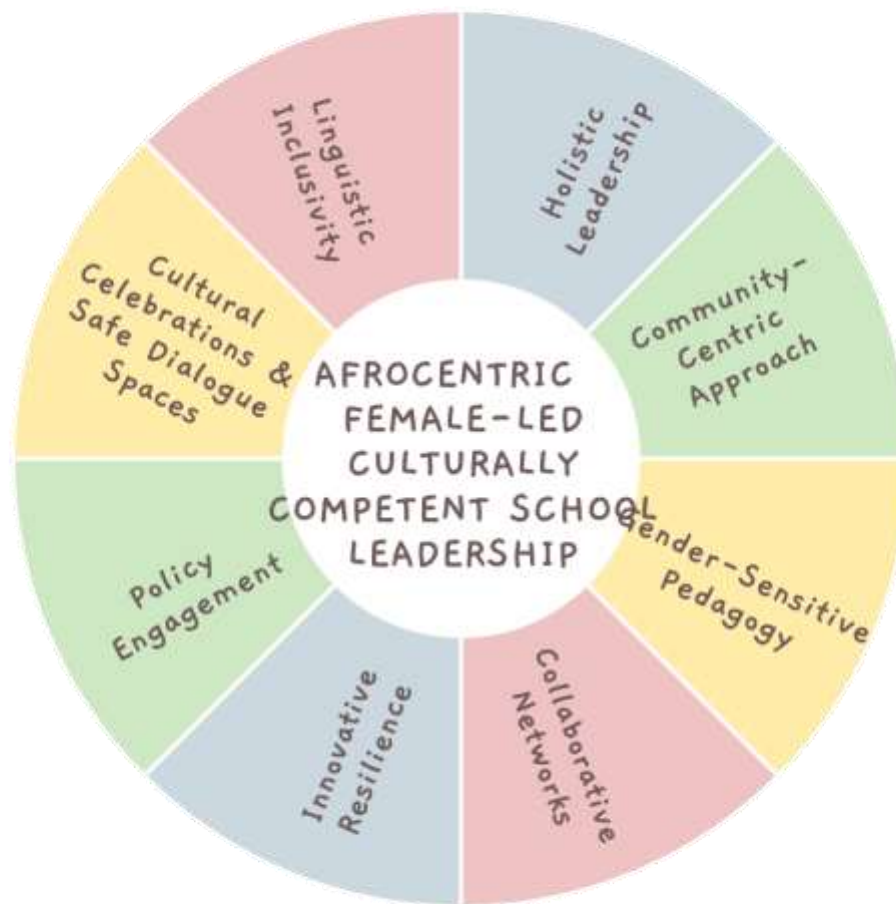 AFROCENTRIC
FEMALE-LED
CULTURALLY
COMPETENT SCHOOL
LEADERSHIP
Holistic
Leadership
Community-
Centric
Approach
Gender-Sensitive
Pedagogy
Collaborative
Networks
Innovative
Resilience
Policy
Engagement
Cultural
Celebrations &
Safe Dialogue
Spaces
Linguistic
Inclusivity